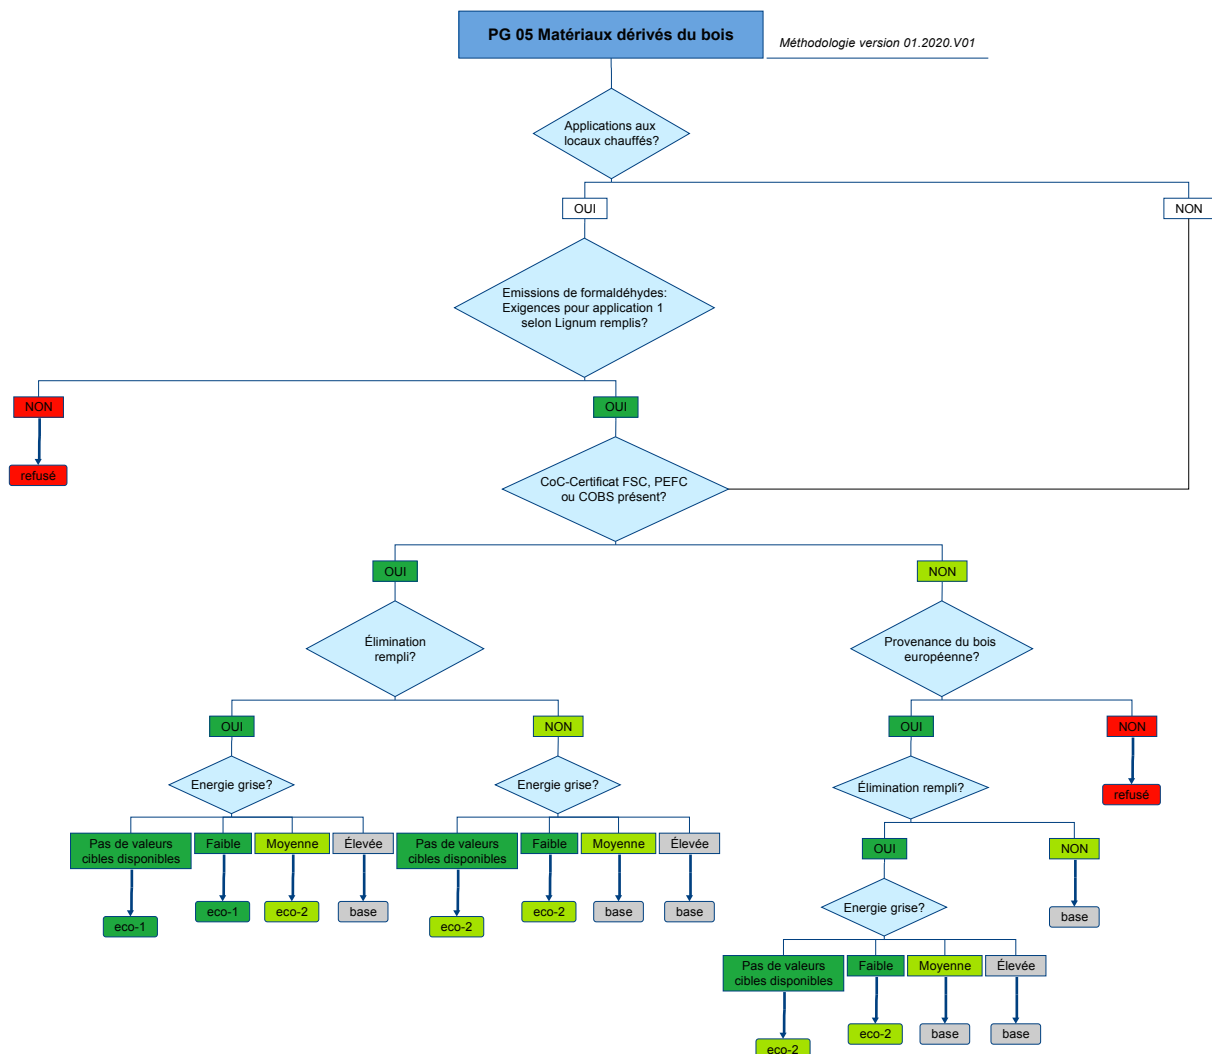 PG 05 Matériaux dérivés du bois
Méthodologie version 01.2020.V01
Applications aux
locaux chauffés?
OUI
NON
Emissions de formaldéhydes:
Exigences pour application 1
selon Lignum remplis?
NON
OUI
refusé
CoC-Certificat FSC, PEFC
ou COBS présent?
OUI
NON
Élimination
rempli?
Provenance du bois
européenne?
OUI
NON
OUI
NON
Energie grise?
Energie grise?
Élimination rempli?
refusé
Pas de valeurs
cibles disponibles
Faible
Moyenne
Élevée
Pas de valeurs
cibles disponibles
Faible
Moyenne
Élevée
OUI
NON
eco-1
eco-1
eco-2
base
eco-2
eco-2
base
base
Energie grise?
base
Pas de valeurs
cibles disponibles
Faible
Moyenne
Élevée
eco-2
eco-2
base
base